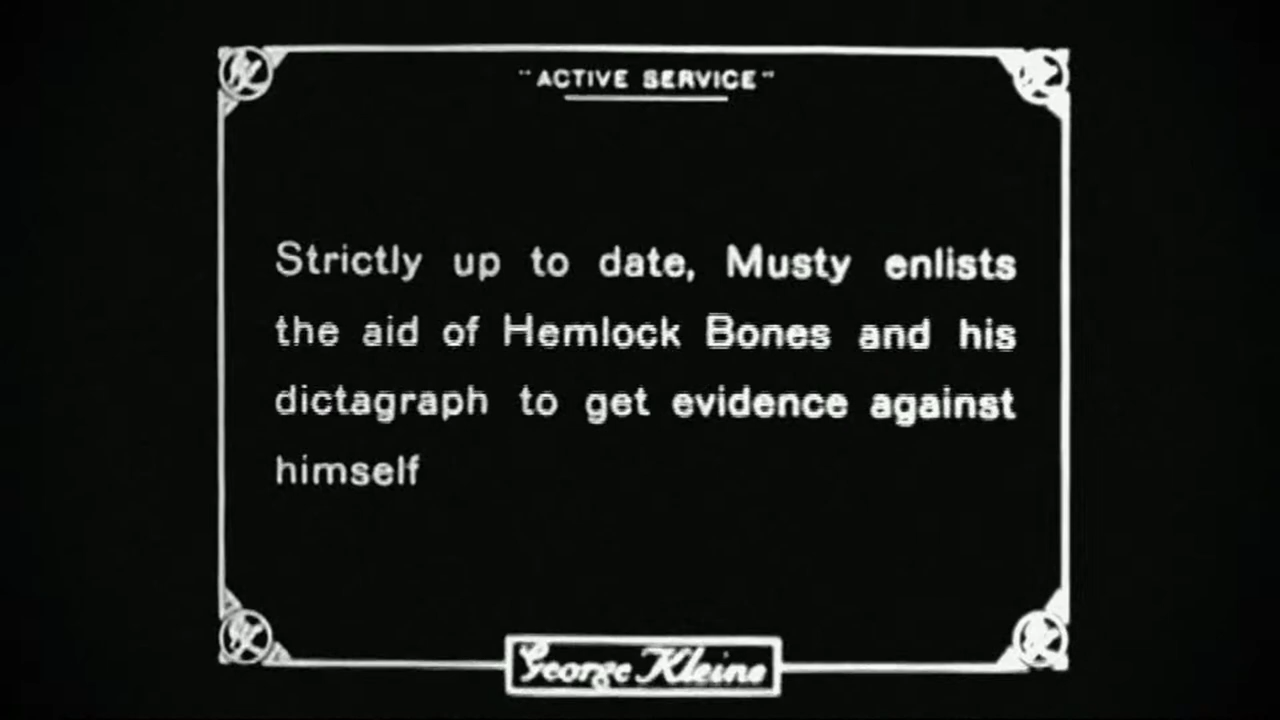 "ACTIVE SERVICE"
Strictly up to date, Musty enlists
the aid of Hemlock Bones and his
dictagraph to get evidence against
himself
George Kleine